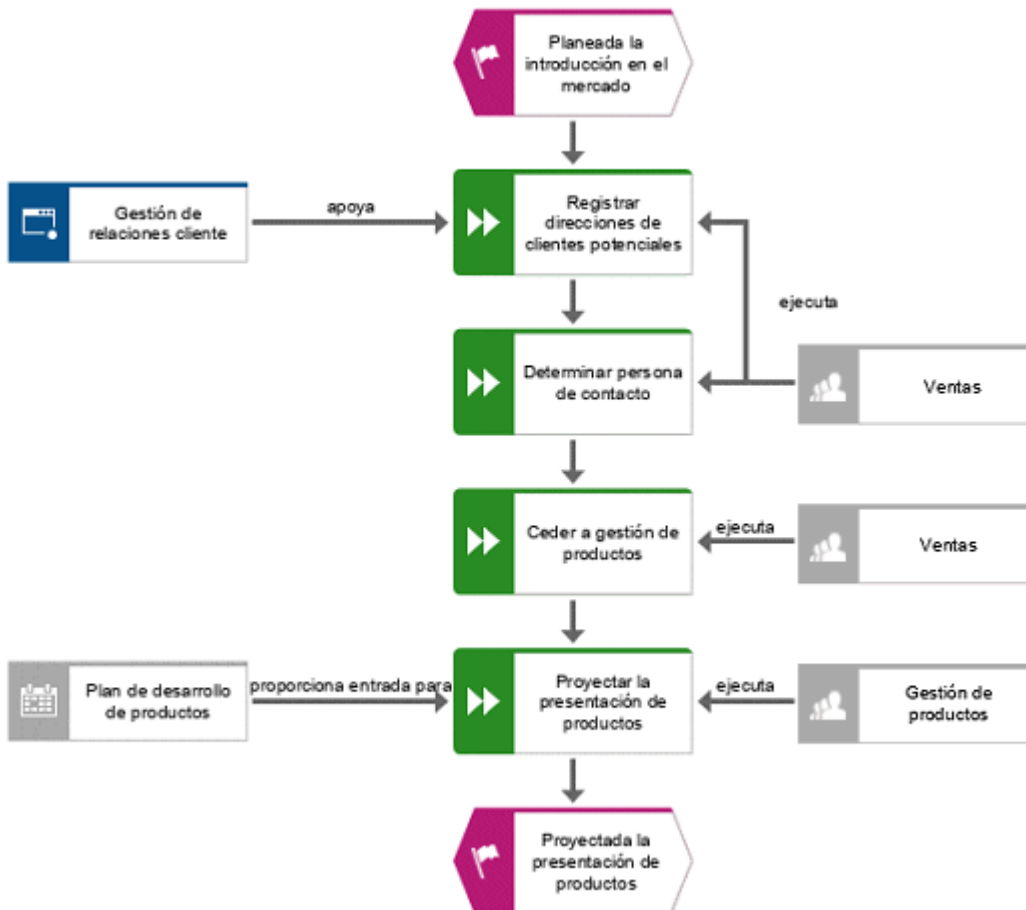 Planeada la
introducción en el
mercado
Gestión de
relaciones cliente
apoya
Registrar
direcciones de
clientes potenciales
ejecuta
Determinar persona
de contacto
Ventas
Ceder a gestión de
productos
ejecuta
Ventas
Plan de desarrollo
de productos
proporciona entrada para
Proyectar la
presentación de
productos
ejecuta
Gestión de
productos
Proyectada la
presentación de
productos